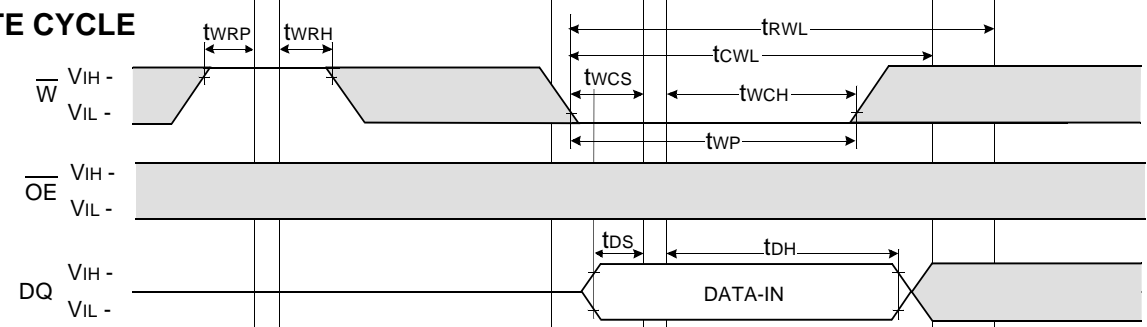 TE CYCLE
tWRP tWRH tRWL
tCWL
W VIH - tWCS tWCH
VIL - tWP
OE VIH -
VIL -
tDS tDH
DQ VIH - DATA-IN
VIL -